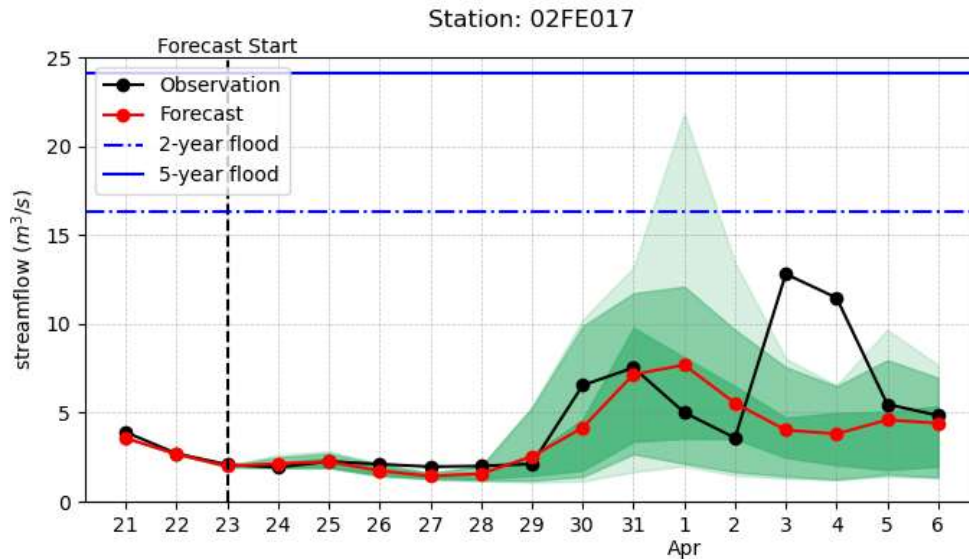 Station: 02FE017
Forecast Start
25
20
15
10
5
0
streamflow (m³/s)
Observation
Forecast
2-year flood
5-year flood
21 22 23 24 25 26 27 28 29 30 31 1 2 3 4 5 6
Apr